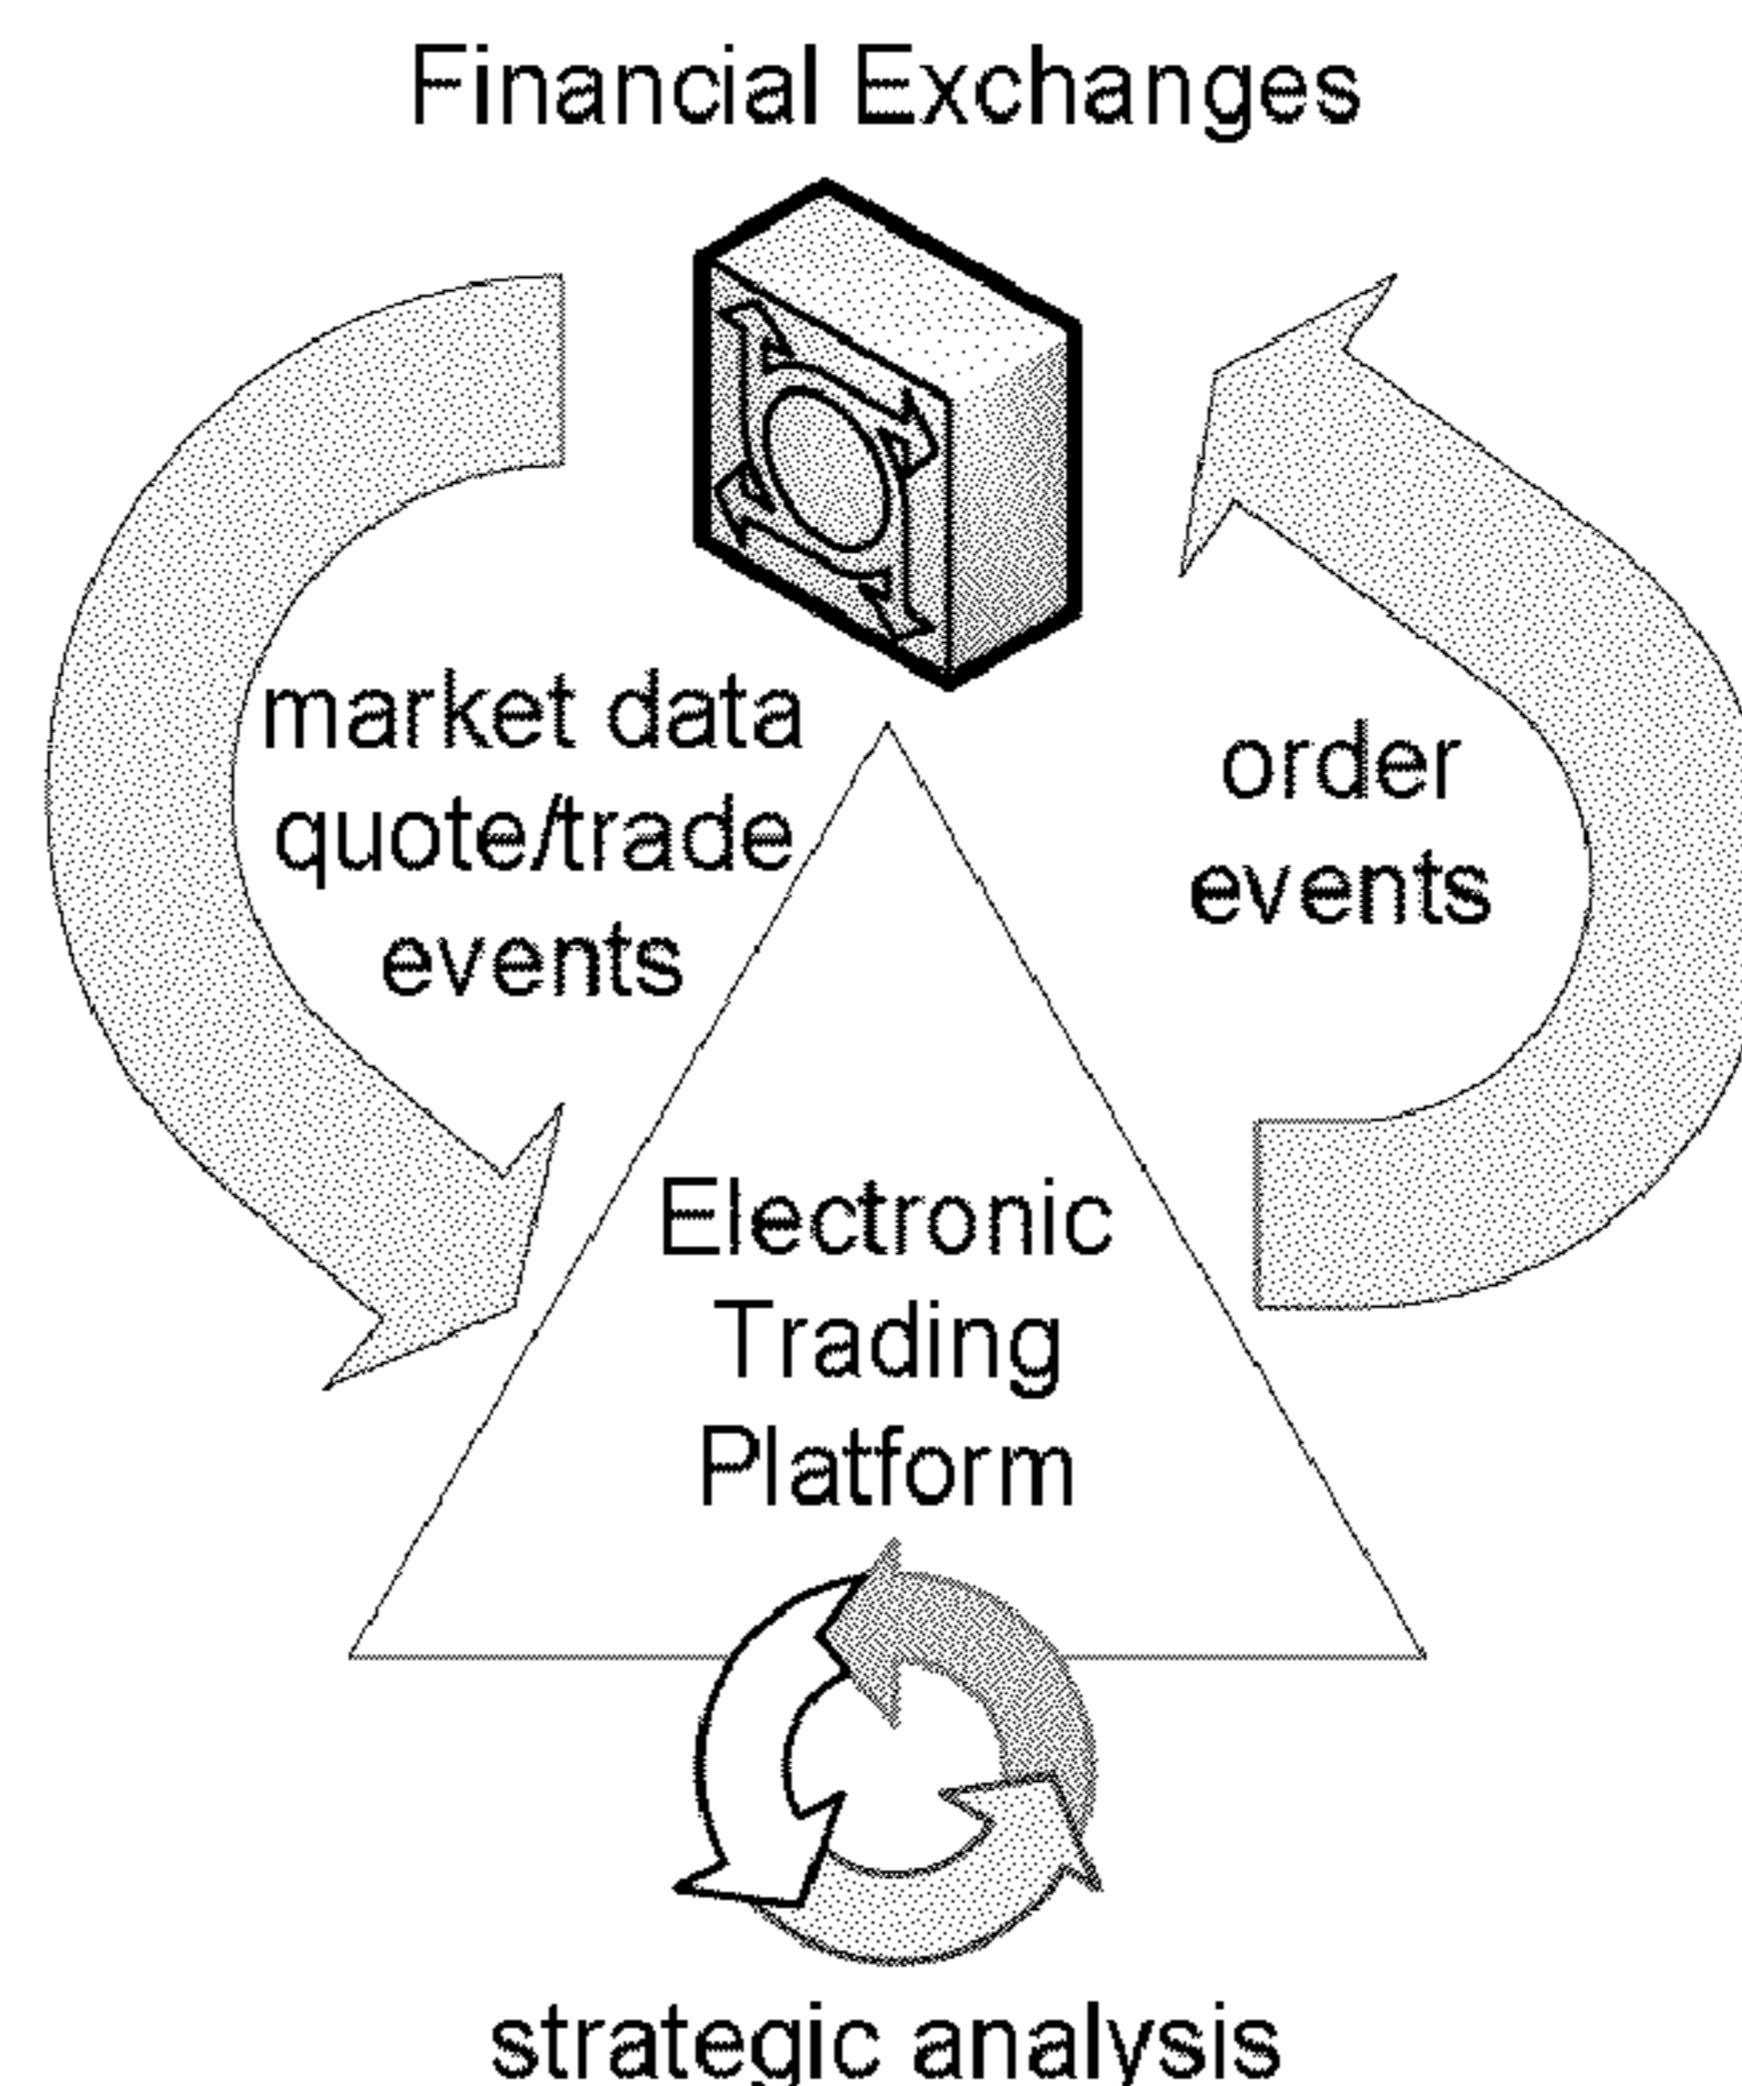 Financial Exchanges
market data
quote/trade
events
order
events
Electronic
Trading
Platform
strategic analysis